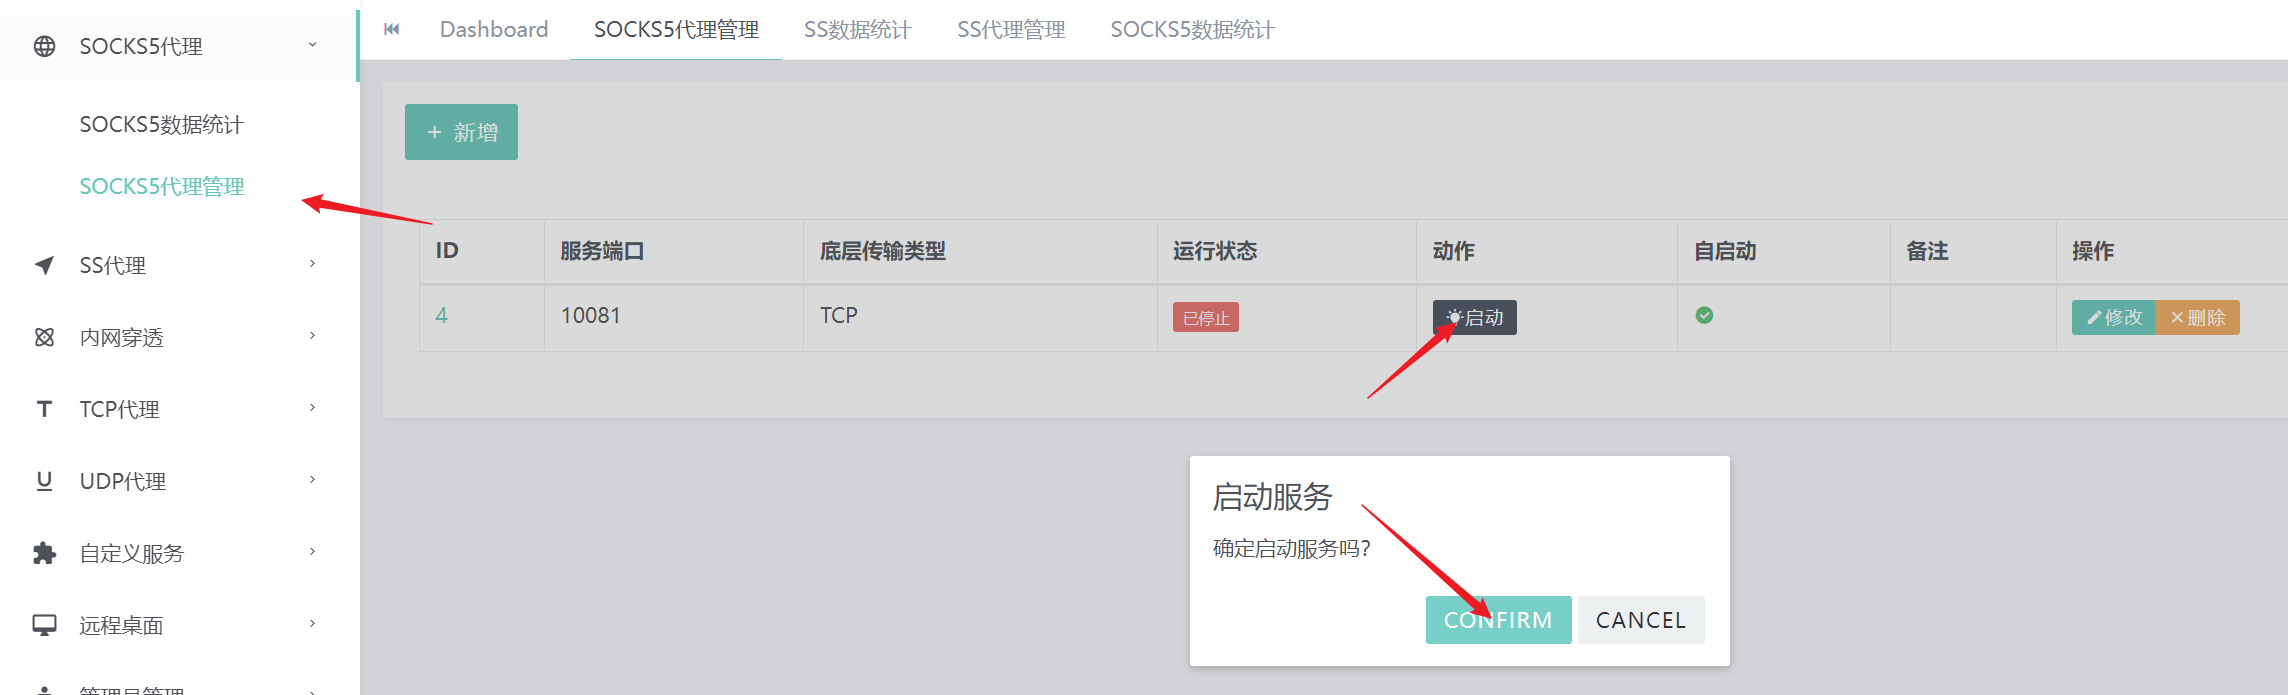 SOCKS5代理
SOCKS5数据统计
SOCKS5代理管理
SS代理
内网穿透
TCP代理
UDP代理
自定义服务
远程桌面
管理员管理
Dashboard SOCKS5代理管理 SS数据统计 SS代理管理 SOCKS5数据统计
+ 新增
ID 服务端口 底层传输类型 运行状态 动作 自启动 备注 操作
4 10081 TCP 已停止 启动 修改 删除
启动服务
确定启动服务吗?
CONFIRM CANCEL